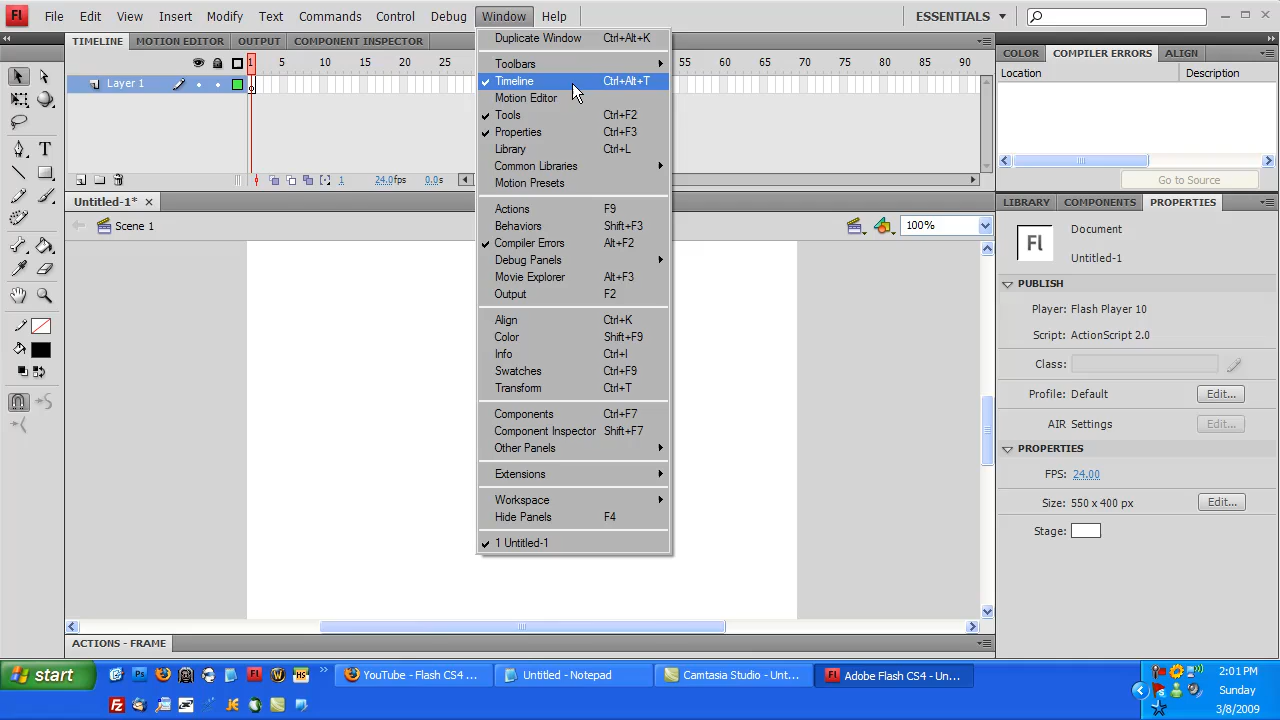 Fl File Edit View Insert Modify Text Commands Control Debug Window Help ESSENTIALS
TIMELINE MOTION EDITOR OUTPUT COMPONENT INSPECTOR
1 5 10 15 20 25 55 60 65 70 75 80 85 90
Layer 1
1 24.0fps 0.0s
Untitled-1*
Scene 1 100%
Duplicate Window Ctrl+Alt+K
Toolbars
Timeline Ctrl+Alt+T
Motion Editor
Tools Ctrl+F2
Properties Ctrl+F3
Library Ctrl+L
Common Libraries
Motion Presets
Actions F9
Behaviors Shift+F3
Compiler Errors Alt+F2
Debug Panels
Movie Explorer Alt+F3
Output F2
Align Ctrl+K
Color Shift+F9
Info Ctrl+I
Swatches Ctrl+F9
Transform Ctrl+T
Components Ctrl+F7
Component Inspector Shift+F7
Other Panels
Extensions
Workspace
Hide Panels F4
1 Untitled-1
COLOR COMPILER ERRORS ALIGN
Location Description
Go to Source
LIBRARY COMPONENTS PROPERTIES
Fl
Document
Untitled-1
PUBLISH
Player: Flash Player 10
Script: ActionScript 2.0
Class:
Profile: Default Edit...
AIR Settings Edit...
PROPERTIES
FPS: 24.00
Size: 550 x 400 px Edit...
Stage:
ACTIONS - FRAME
start YouTube - Flash CS4 ... Untitled - Notepad Camtasia Studio - Unt... Adobe Flash CS4 - Un...
2:01 PM
Sunday
3/8/2009